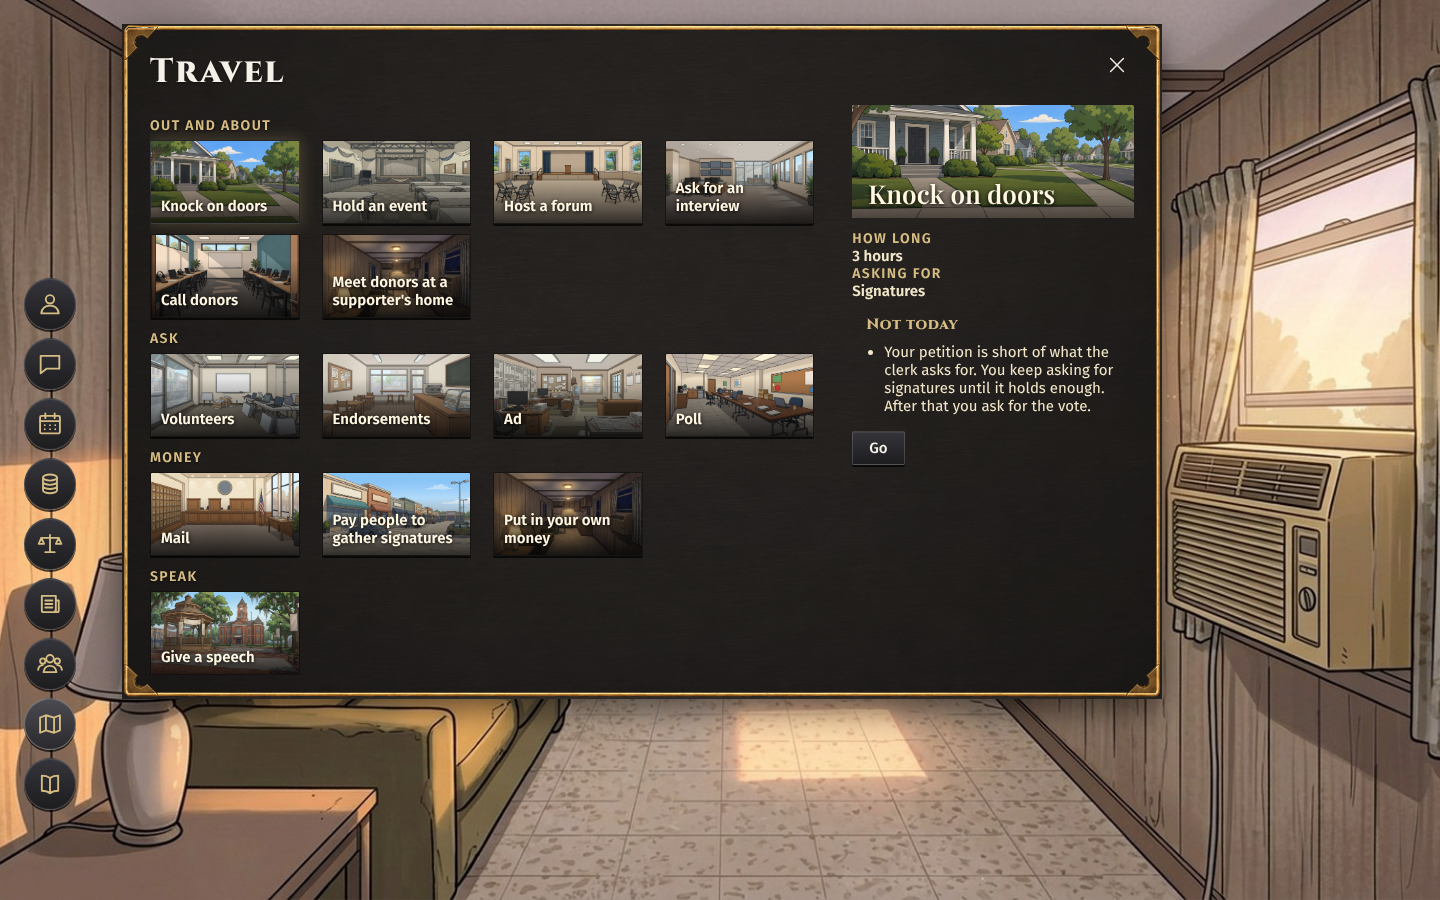 Travel
OUT AND ABOUT
Knock on doors
Hold an event
Host a forum
Ask for an
interview
Call donors
Meet donors at a
supporter's home
ASK
Volunteers
Endorsements
Ad
Poll
MONEY
Mail
Pay people to
gather signatures
Put in your own
money
SPEAK
Give a speech
Knock on doors
HOW LONG
3 hours
ASKING FOR
Signatures
Not today
• Your petition is short of what the
clerk asks for. You keep asking for
signatures until it holds enough.
After that you ask for the vote.
Go